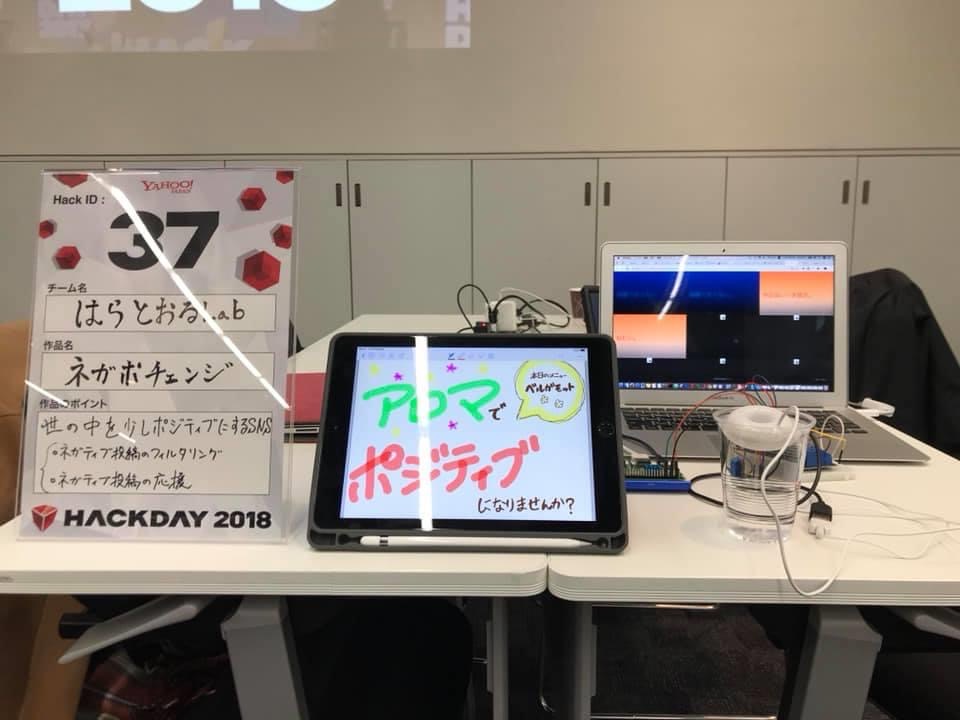 2018
YAHOO!
JAPAN
Hack ID :
37
チーム名
はらとおるLab
作品名
ネガポチェンジ
作品のポイント
世の中を少しポジティブにするSNS
・ネガティブ投稿のフィルタリング
・ネガティブ投稿の応援
HACKDAY 2018
アロマで
本日のメニュー
ベルガモット
ポジティブ
になりませんか?